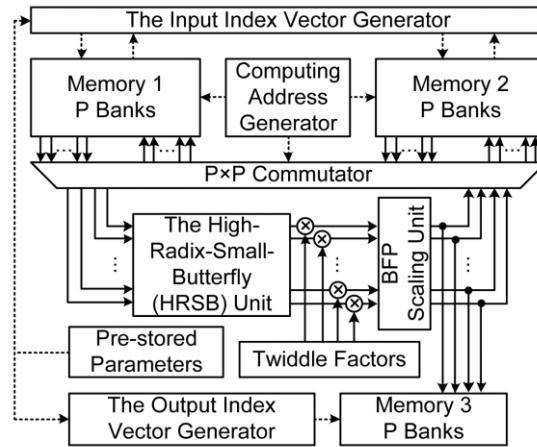 The Input Index Vector Generator
Memory 1
P Banks
Computing
Address
Generator
Memory 2
P Banks
P×P Commutator
The High-
Radix-Small-
Butterfly
(HRSB) Unit
BFP
Scaling Unit
Pre-stored
Parameters
Twiddle Factors
The Output Index
Vector Generator
Memory 3
P Banks